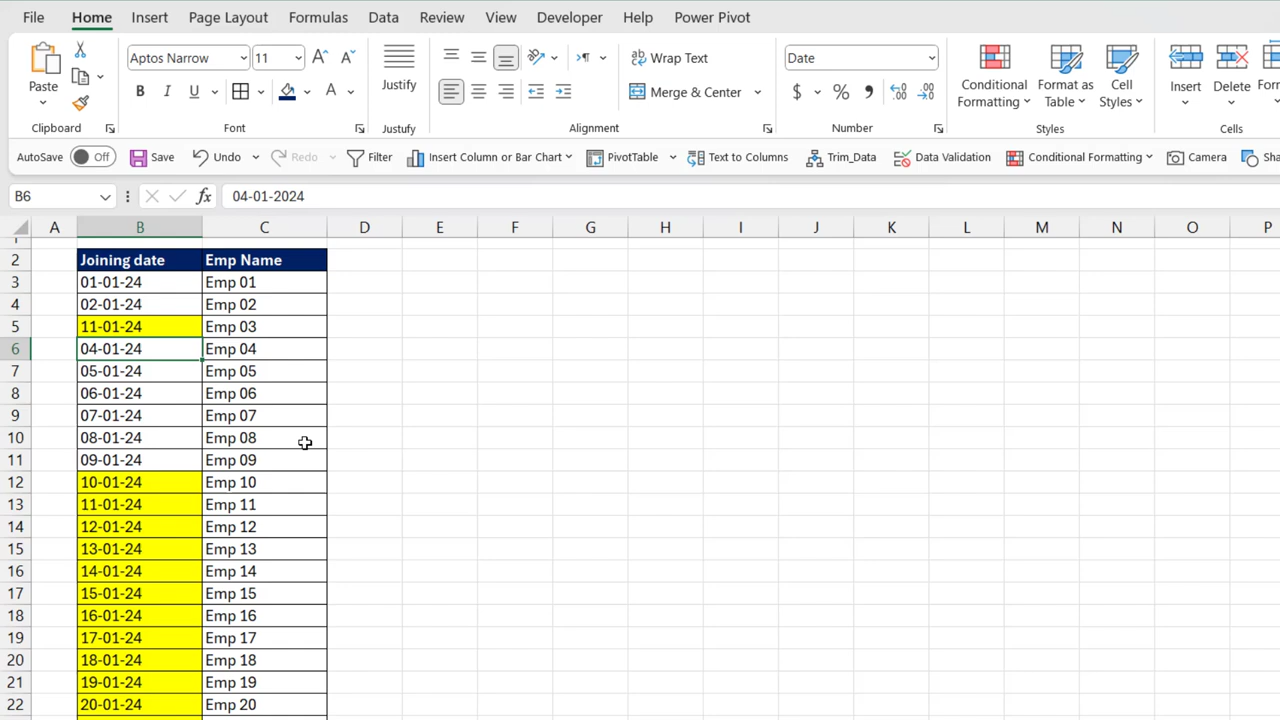 File Home Insert Page Layout Formulas Data Review View Developer Help Power Pivot
Aptos Narrow 11 Wrap Text Date
Paste B I U A Justify Merge & Center $ % Conditional Formatting Format as Table Cell Styles Insert Delete
Clipboard Font Justufy Alignment Number Styles Cells
AutoSave Off Save Undo Redo Filter Insert Column or Bar Chart PivotTable Text to Columns Trim_Data Data Validation Conditional Formatting Camera
B6 fx 04-01-2024
A B C D E F G H I J K L M N O P
2 Joining date Emp Name
3 01-01-24 Emp 01
4 02-01-24 Emp 02
5 11-01-24 Emp 03
6 04-01-24 Emp 04
7 05-01-24 Emp 05
8 06-01-24 Emp 06
9 07-01-24 Emp 07
10 08-01-24 Emp 08
11 09-01-24 Emp 09
12 10-01-24 Emp 10
13 11-01-24 Emp 11
14 12-01-24 Emp 12
15 13-01-24 Emp 13
16 14-01-24 Emp 14
17 15-01-24 Emp 15
18 16-01-24 Emp 16
19 17-01-24 Emp 17
20 18-01-24 Emp 18
21 19-01-24 Emp 19
22 20-01-24 Emp 20